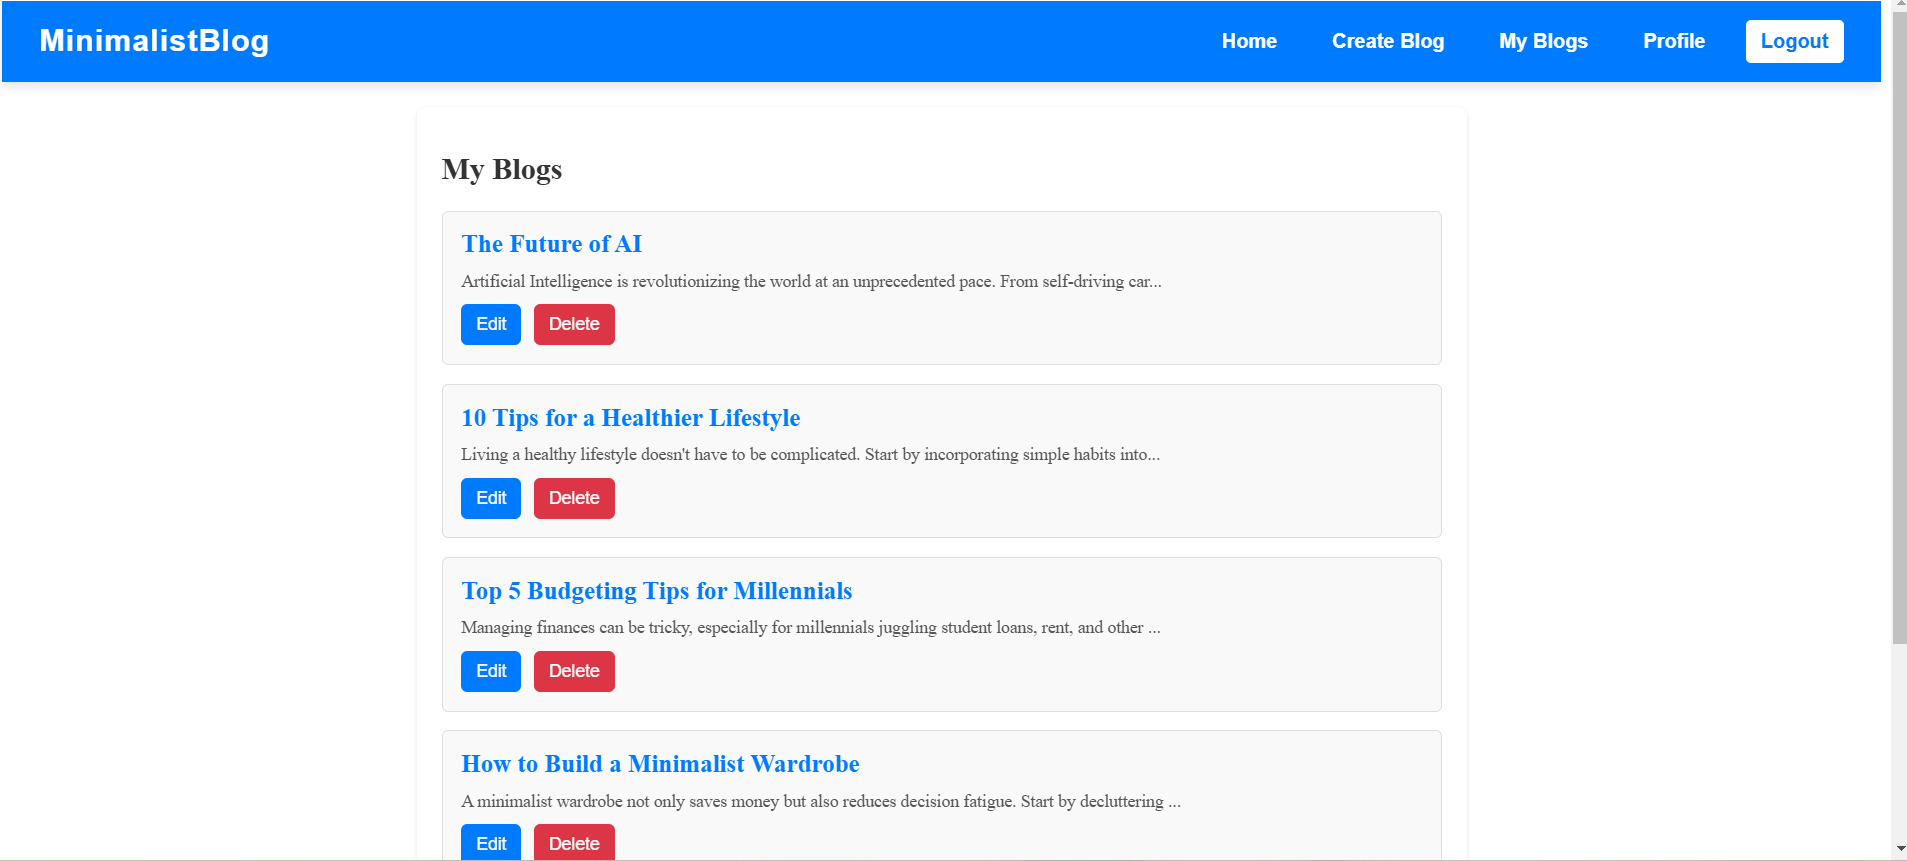 MinimalistBlog Home Create Blog My Blogs Profile Logout
My Blogs
The Future of AI
Artificial Intelligence is revolutionizing the world at an unprecedented pace. From self-driving car...
Edit Delete
10 Tips for a Healthier Lifestyle
Living a healthy lifestyle doesn't have to be complicated. Start by incorporating simple habits into...
Edit Delete
Top 5 Budgeting Tips for Millennials
Managing finances can be tricky, especially for millennials juggling student loans, rent, and other ...
Edit Delete
How to Build a Minimalist Wardrobe
A minimalist wardrobe not only saves money but also reduces decision fatigue. Start by decluttering ...
Edit Delete